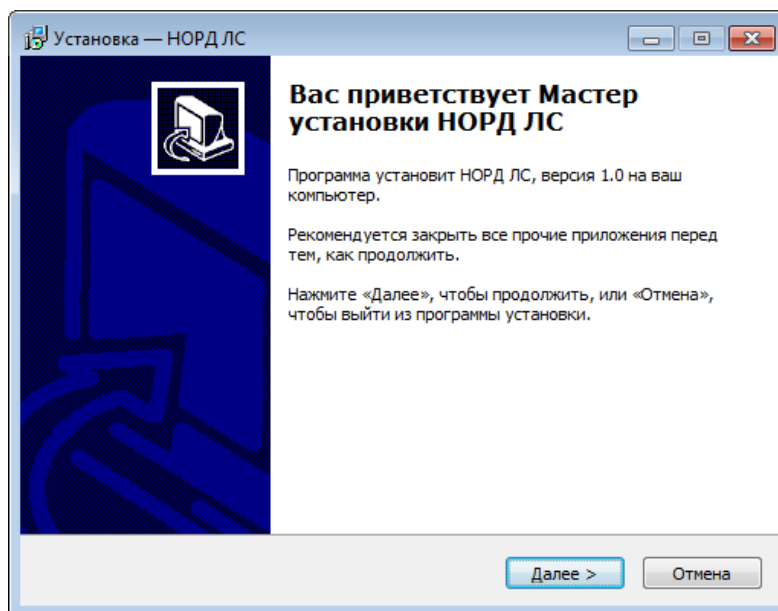 Установка — НОРД ЛС
Вас приветствует Мастер
установки НОРД ЛС
Программа установит НОРД ЛС, версия 1.0 на ваш
компьютер.
Рекомендуется закрыть все прочие приложения перед
тем, как продолжить.
Нажмите «Далее», чтобы продолжить, или «Отмена»,
чтобы выйти из программы установки.
Далее >
Отмена